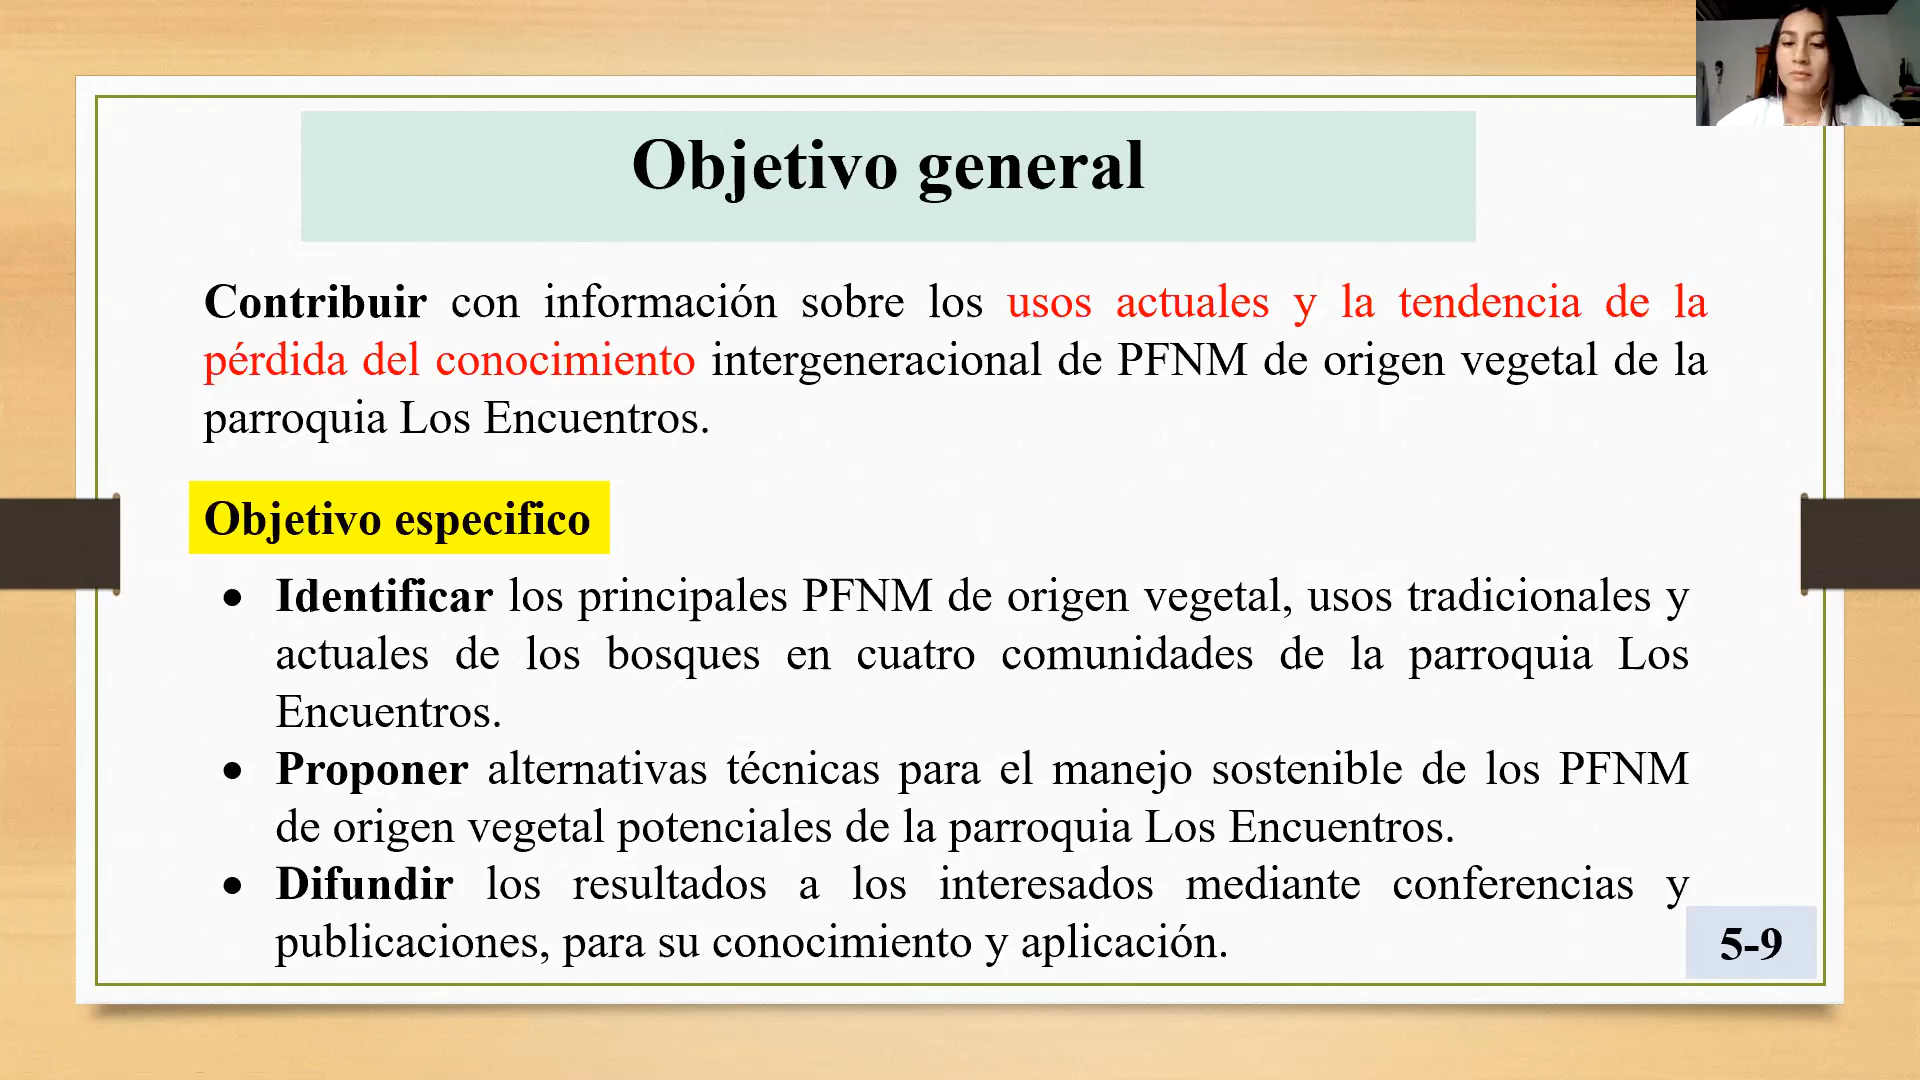 Objetivo general
Contribuir con información sobre los usos actuales y la tendencia de la
pérdida del conocimiento intergeneracional de PFNM de origen vegetal de la
parroquia Los Encuentros.
Objetivo especifico
• Identificar los principales PFNM de origen vegetal, usos tradicionales y
actuales de los bosques en cuatro comunidades de la parroquia Los
Encuentros.
• Proponer alternativas técnicas para el manejo sostenible de los PFNM
de origen vegetal potenciales de la parroquia Los Encuentros.
• Difundir los resultados a los interesados mediante conferencias y
publicaciones, para su conocimiento y aplicación.
5-9